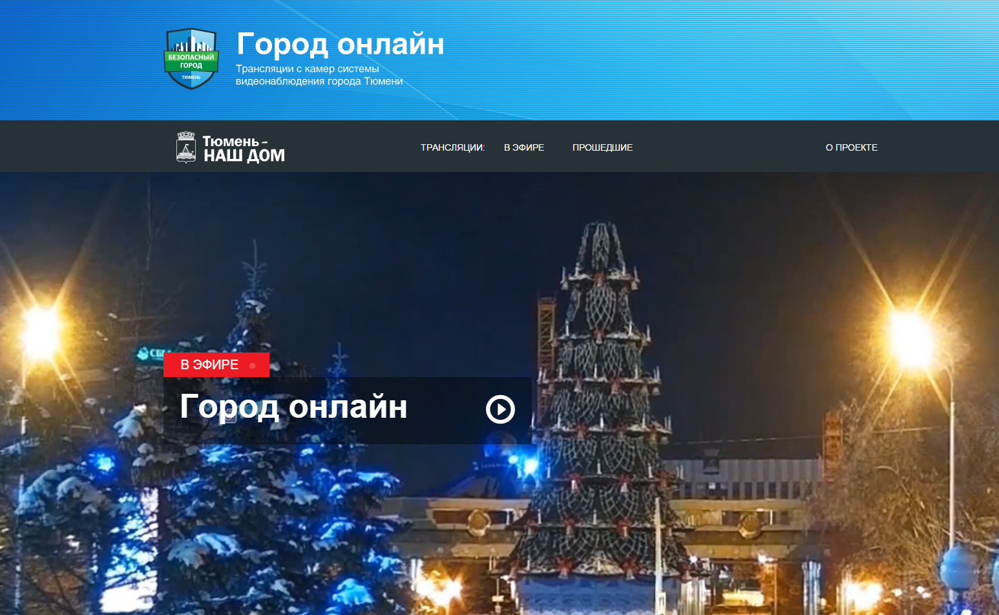 БЕЗОПАСНЫЙ
ГОРОД
ТЮМЕНЬ
Город онлайн
Трансляции с камер системы
видеонаблюдения города Тюмени
Тюмень -
НАШ ДОМ
ТРАНСЛЯЦИИ: В ЭФИРЕ ПРОШЕДШИЕ О ПРОЕКТЕ
В ЭФИРЕ
Город онлайн